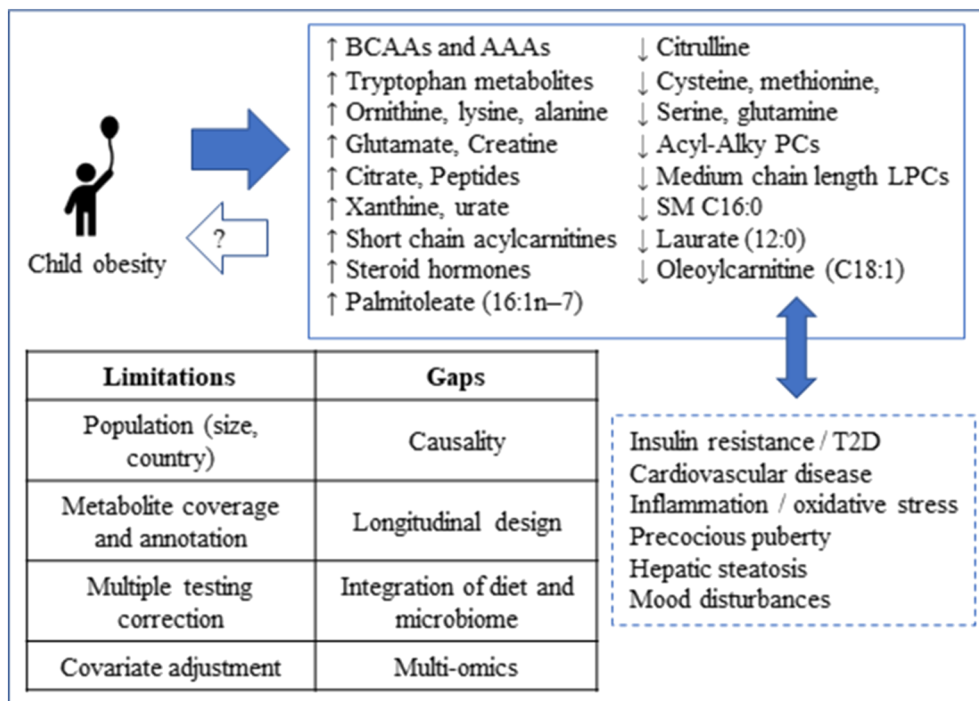 ↑ BCAAs and AAAs
↑ Tryptophan metabolites
↑ Ornithine, lysine, alanine
↑ Glutamate, Creatine
↑ Citrate, Peptides
↑ Xanthine, urate
↑ Short chain acylcarnitines
↑ Steroid hormones
↑ Palmitoleate (16:1n–7)
↓ Citrulline
↓ Cysteine, methionine,
↓ Serine, glutamine
↓ Acyl-Alky PCs
↓ Medium chain length LPCs
↓ SM C16:0
↓ Laurate (12:0)
↓ Oleoylcarnitine (C18:1)
?
Child obesity
Limitations
Gaps
Population (size,
country)
Causality
Metabolite coverage
and annotation
Longitudinal design
Multiple testing
correction
Integration of diet and
microbiome
Covariate adjustment
Multi-omics
Insulin resistance / T2D
Cardiovascular disease
Inflammation / oxidative stress
Precocious puberty
Hepatic steatosis
Mood disturbances